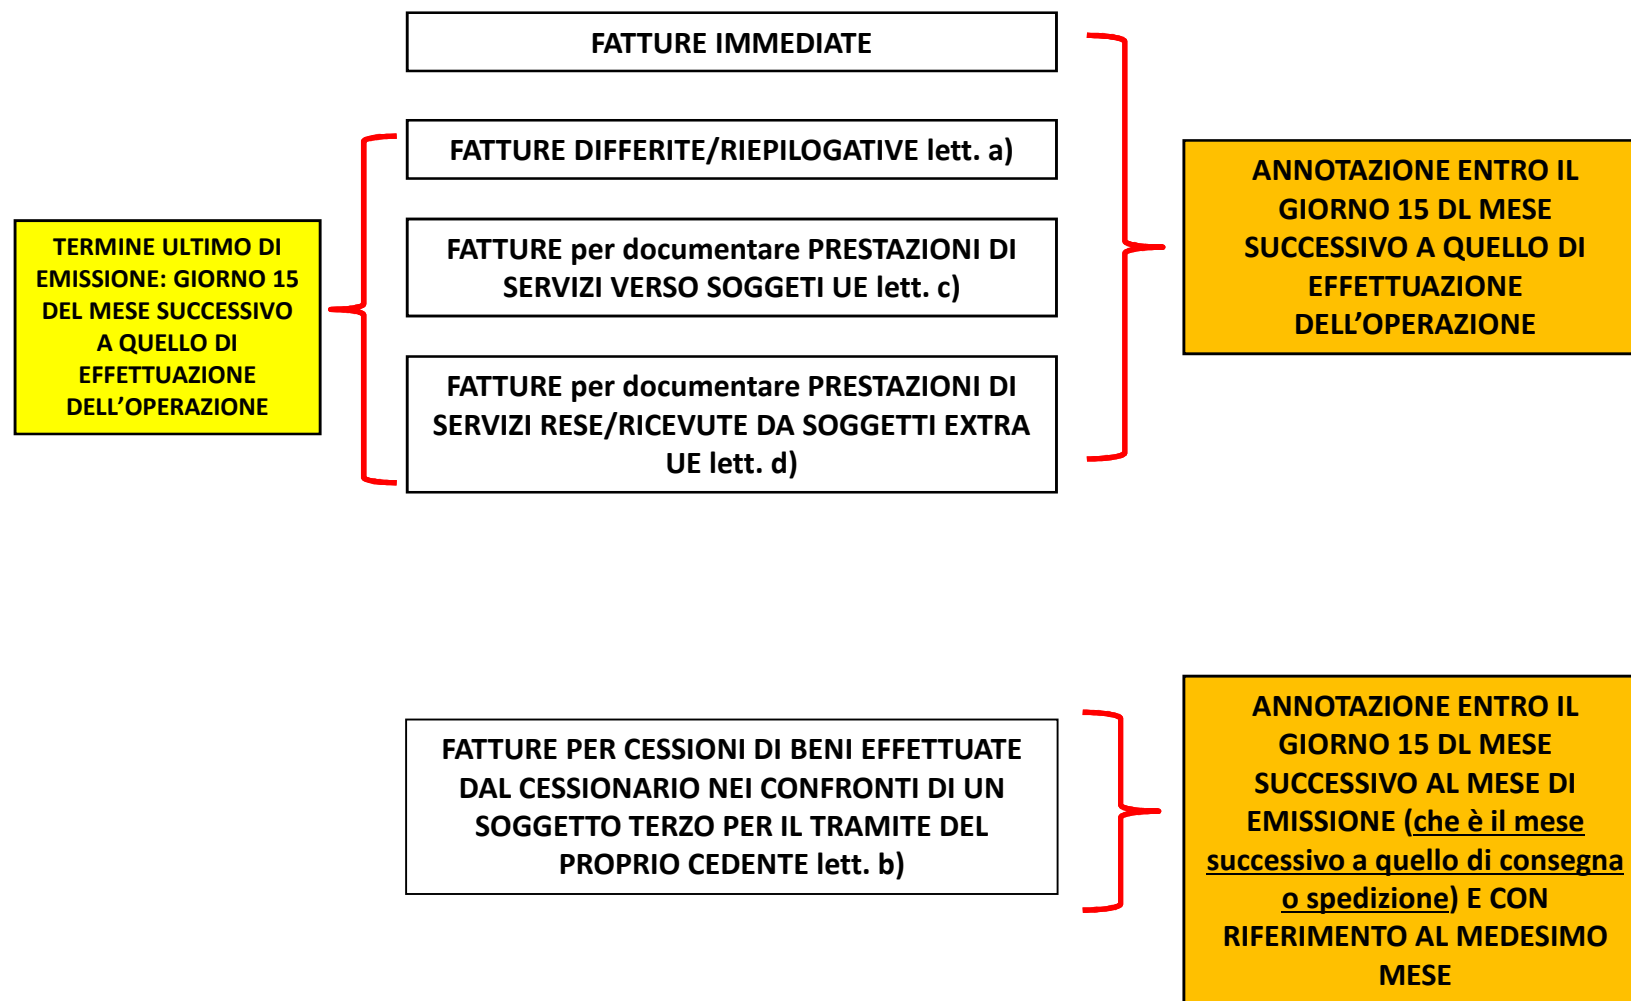 FATTURE IMMEDIATE
FATTURE DIFFERITE/RIEPILOGATIVE lett. a)
FATTURE per documentare PRESTAZIONI DI
SERVIZI VERSO SOGGETI UE lett. c)
FATTURE per documentare PRESTAZIONI DI
SERVIZI RESE/RICEVUTE DA SOGGETTI EXTRA
UE lett. d)
TERMINE ULTIMO DI
EMISSIONE: GIORNO 15
DEL MESE SUCCESSIVO
A QUELLO DI
EFFETTUAZIONE
DELL’OPERAZIONE
ANNOTAZIONE ENTRO IL
GIORNO 15 DL MESE
SUCCESSIVO A QUELLO DI
EFFETTUAZIONE
DELL’OPERAZIONE
FATTURE PER CESSIONI DI BENI EFFETTUATE
DAL CESSIONARIO NEI CONFRONTI DI UN
SOGGETTO TERZO PER IL TRAMITE DEL
PROPRIO CEDENTE lett. b)
ANNOTAZIONE ENTRO IL
GIORNO 15 DL MESE
SUCCESSIVO AL MESE DI
EMISSIONE (che è il mese
successivo a quello di consegna
o spedizione) E CON
RIFERIMENTO AL MEDESIMO
MESE